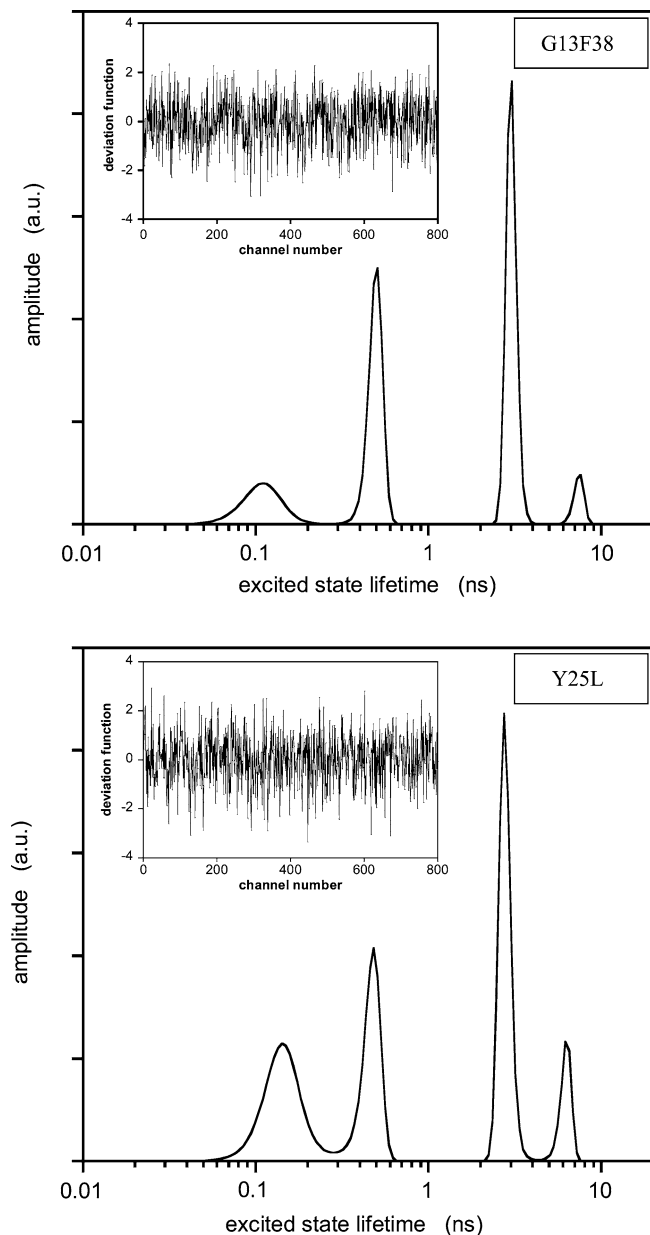 G13F38
4
2
0
-2
-4
deviation function
0 200 400 600 800
channel number
amplitude (a.u.)
0.01 0.1 1 10
excited state lifetime (ns)
Y25L
4
2
0
-2
-4
deviation function
0 200 400 600 800
channel number
amplitude (a.u.)
0.01 0.1 1 10
excited state lifetime (ns)